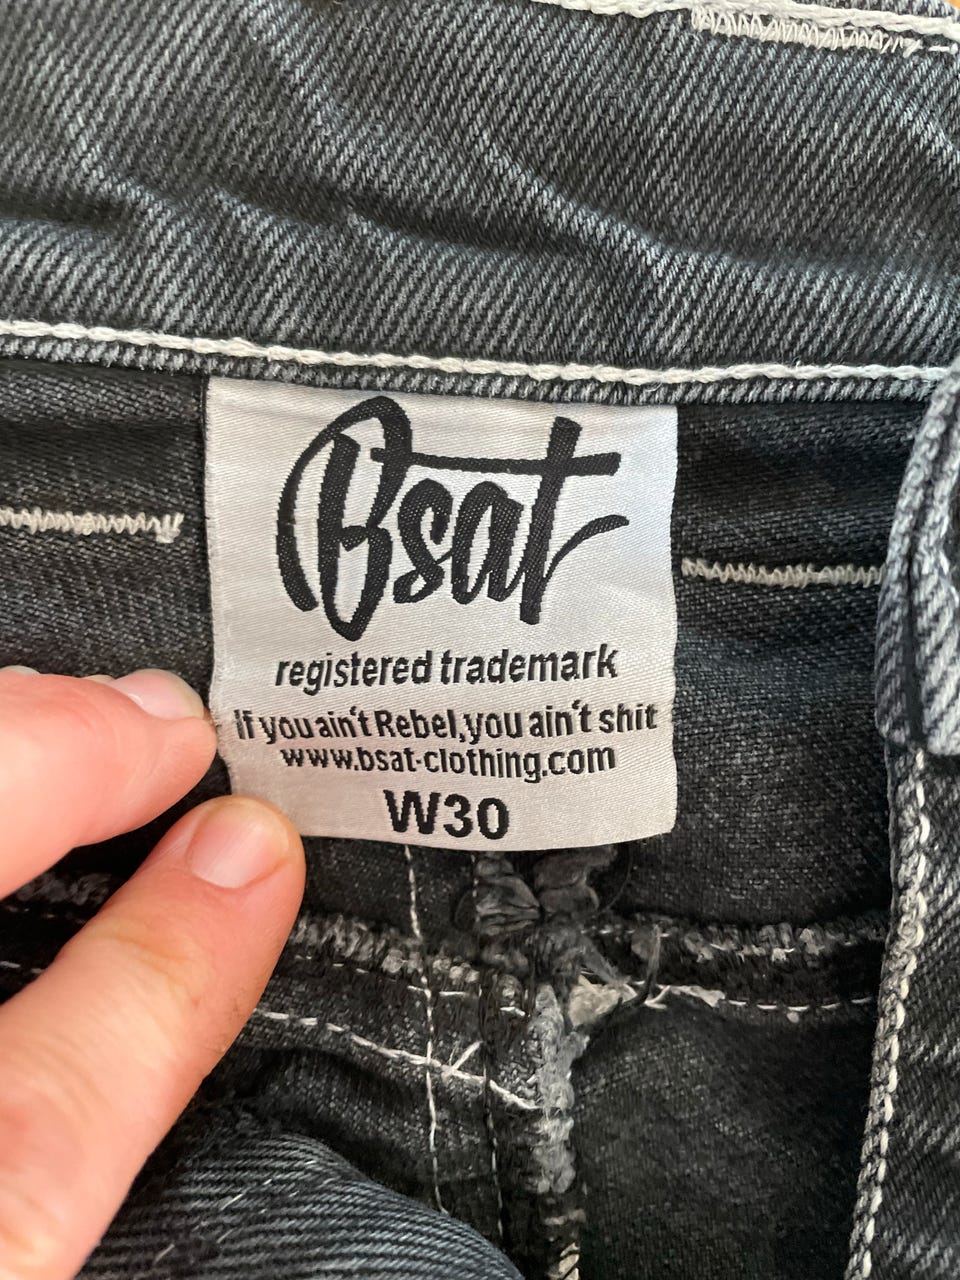 Bsat
registered trademark
If you ain't Rebel, you ain't shit
www.bsat-clothing.com
W30